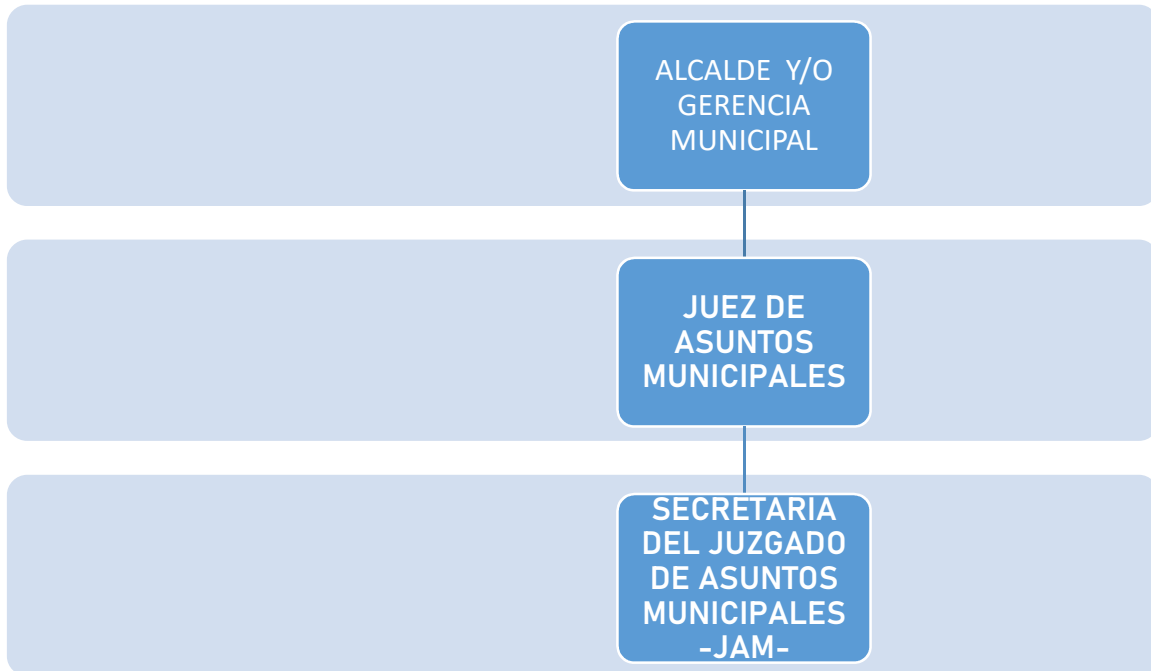 ALCALDE Y/O
GERENCIA
MUNICIPAL
JUEZ DE
ASUNTOS
MUNICIPALES
SECRETARIA
DEL JUZGADO
DE ASUNTOS
MUNICIPALES
-JAM-